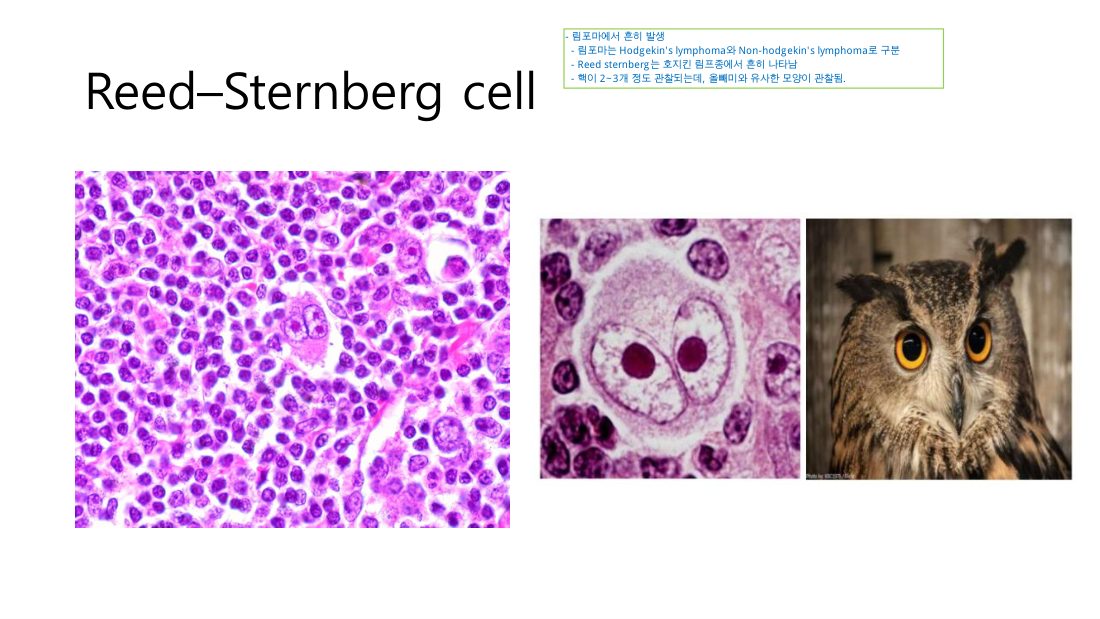 - 림포마에서 흔히 발생
- 림포마는 Hodgekin's lymphoma와 Non-hodgekin's lymphoma로 구분
- Reed sternberg는 호지킨 림프종에서 흔히 나타남
- 핵이 2~3개 정도 관찰되는데, 올빼미와 유사한 모양이 관찰됨.
Reed–Sternberg cell